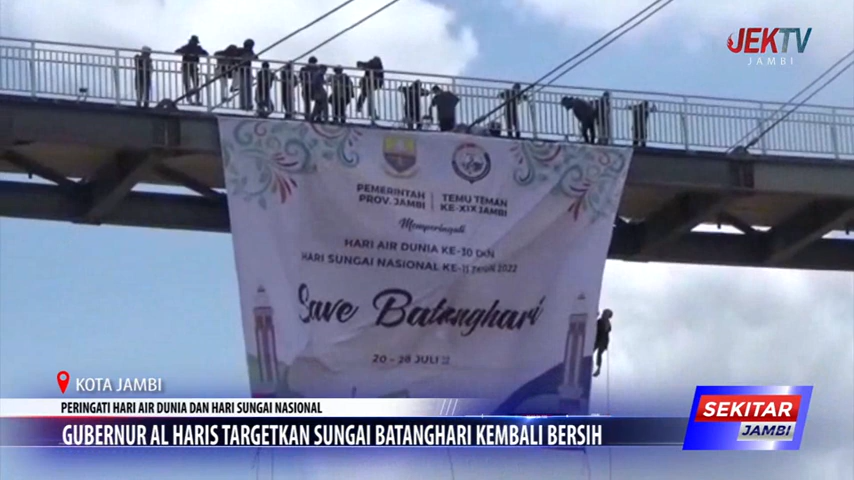 JEKTV
JAMBI
PEMERINTAH
PROV. JAMBI
TEMU TEMAN
KE-XIX JAMBI
Memperingati
HARI AIR DUNIA KE-30 DAN
HARI SUNGAI NASIONAL KE-11 TAHUN 2022
Save Batanghari
20 - 28 JULI
KOTA JAMBI
PERINGATI HARI AIR DUNIA DAN HARI SUNGAI NASIONAL
GUBERNUR AL HARIS TARGETKAN SUNGAI BATANGHARI KEMBALI BERSIH
SEKITAR
JAMBI